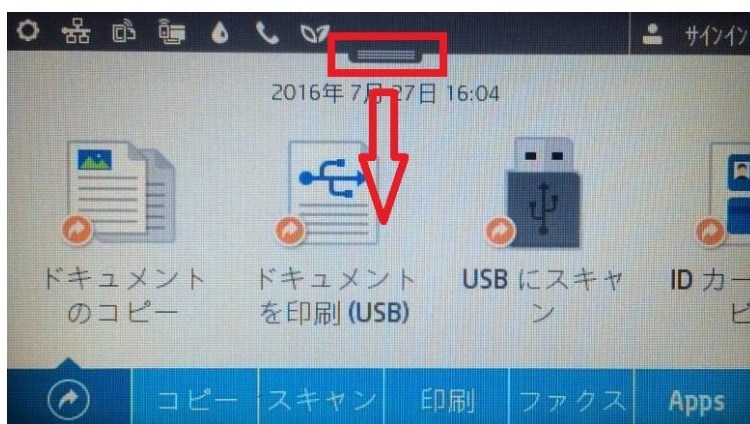 サインイン
2016年 7月 27日 16:04
ドキュメント
のコピー
ドキュメント
を印刷 (USB)
USB にスキャ
ン
ID カー
ピ
コピー
スキャン
印刷
ファクス
Apps